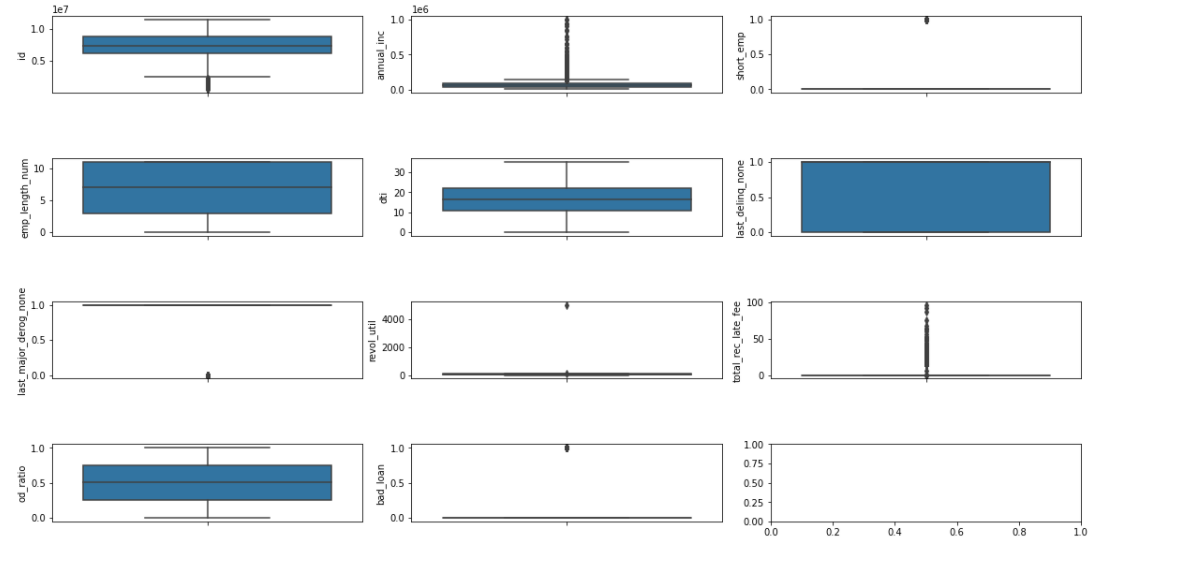 1e7
1.0
0.5
id
1e6
1.0
0.5
0.0
annual_inc
1.0
0.5
0.0
short_emp
10
5
0
emp_length_num
30
20
10
0
dti
1.0
0.5
0.0
last_delinq_none
1.0
0.5
0.0
last_major_derog_none
4000
2000
0
revol_util
100
50
0
total_rec_late_fee
1.0
0.5
0.0
od_ratio
1.0
0.5
0.0
bad_loan
1.00
0.75
0.50
0.25
0.00
0.0 0.2 0.4 0.6 0.8 1.0